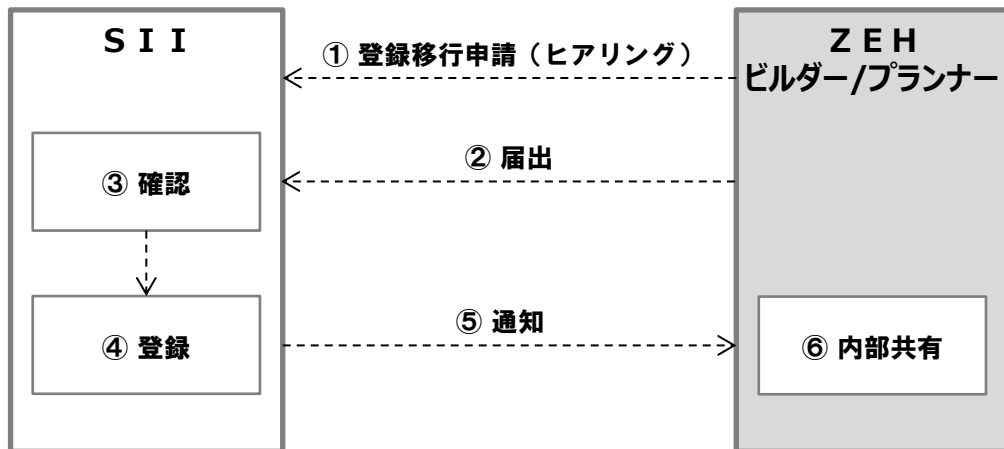 ＳＩＩ
ＺＥＨ
ビルダー/プランナー
① 登録移行申請（ヒアリング）
② 届出
③ 確認
④ 登録
⑤ 通知
⑥ 内部共有